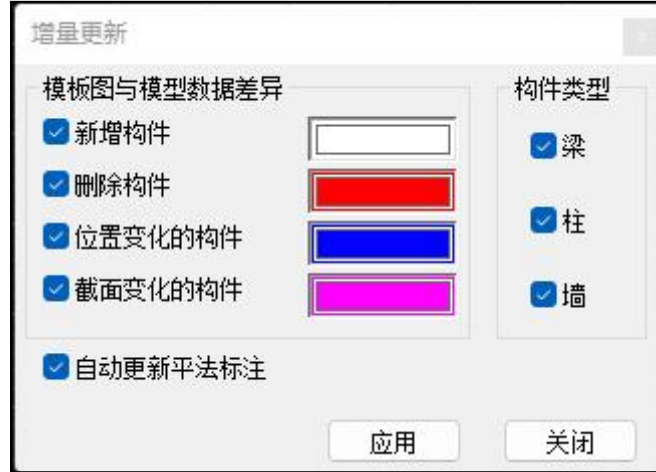 增量更新
模板图与模型数据差异
新增构件
删除构件
位置变化的构件
截面变化的构件
构件类型
梁
柱
墙
自动更新平法标注
应用
关闭